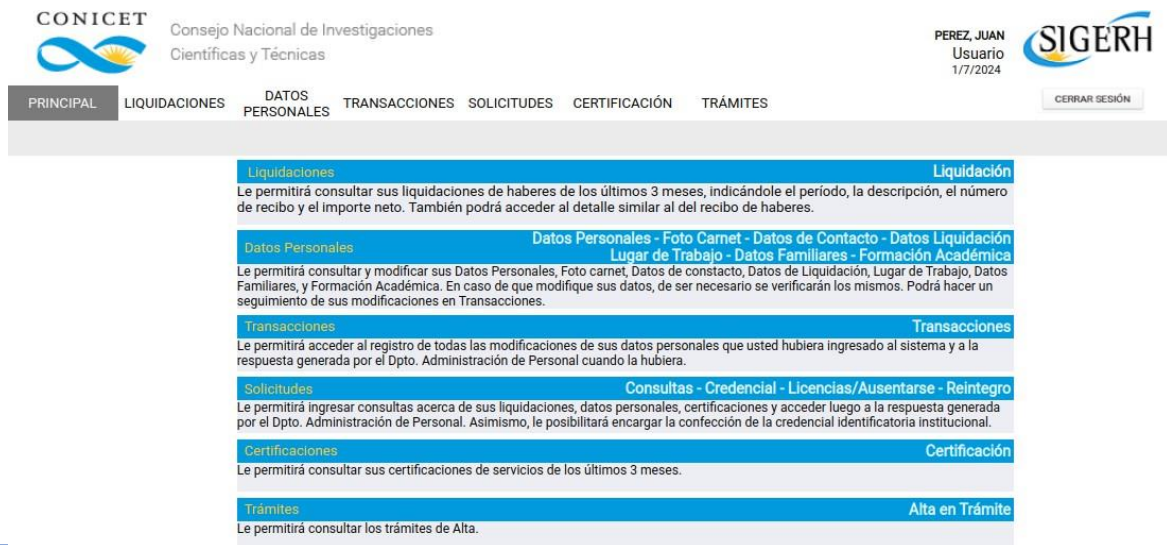 CONICET
Consejo Nacional de Investigaciones
Científicas y Técnicas
PEREZ, JUAN
Usuario
1/7/2024
SIGERH
PRINCIPAL LIQUIDACIONES DATOS PERSONALES TRANSACCIONES SOLICITUDES CERTIFICACIÓN TRÁMITES CERRAR SESIÓN
Liquidaciones Liquidación
Le permitirá consultar sus liquidaciones de haberes de los últimos 3 meses, indicándole el período, la descripción, el número
de recibo y el importe neto. También podrá acceder al detalle similar al del recibo de haberes.
Datos Personales Datos Personales - Foto Carnet - Datos de Contacto - Datos Liquidación
Lugar de Trabajo - Datos Familiares - Formación Académica
Le permitirá consultar y modificar sus Datos Personales, Foto carnet, Datos de constacto, Datos de Liquidación, Lugar de Trabajo, Datos
Familiares, y Formación Académica. En caso de que modifique sus datos, de ser necesario se verificarán los mismos. Podrá hacer un
seguimiento de sus modificaciones en Transacciones.
Transacciones Transacciones
Le permitirá acceder al registro de todas las modificaciones de sus datos personales que usted hubiera ingresado al sistema y a la
respuesta generada por el Dpto. Administración de Personal cuando la hubiera.
Solicitudes Consultas - Credencial - Licencias/Ausentarse - Reintegro
Le permitirá ingresar consultas acerca de sus liquidaciones, datos personales, certificaciones y acceder luego a la respuesta generada
por el Dpto. Administración de Personal. Asimismo, le posibilitará encargar la confección de la credencial identificatoria institucional.
Certificaciones Certificación
Le permitirá consultar sus certificaciones de servicios de los últimos 3 meses.
Trámites Alta en Trámite
Le permitirá consultar los trámites de Alta.